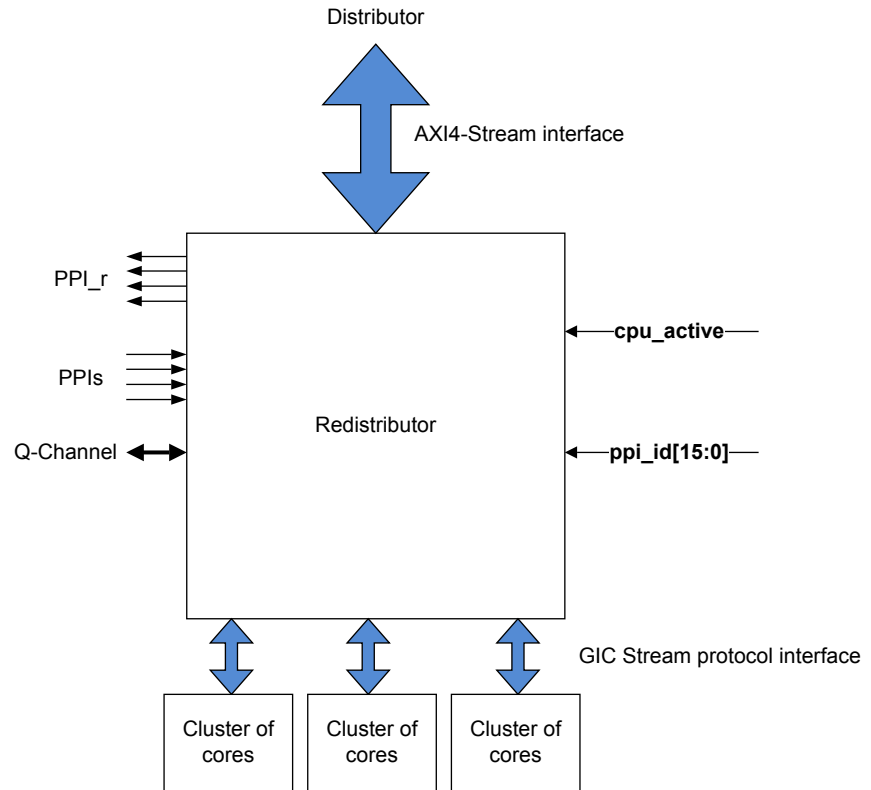 Distributor
AXI4-Stream interface
PPI_r
cpu_active
PPIs
Redistributor
Q-Channel
ppi_id[15:0]
GIC Stream protocol interface
Cluster of
cores
Cluster of
cores
Cluster of
cores